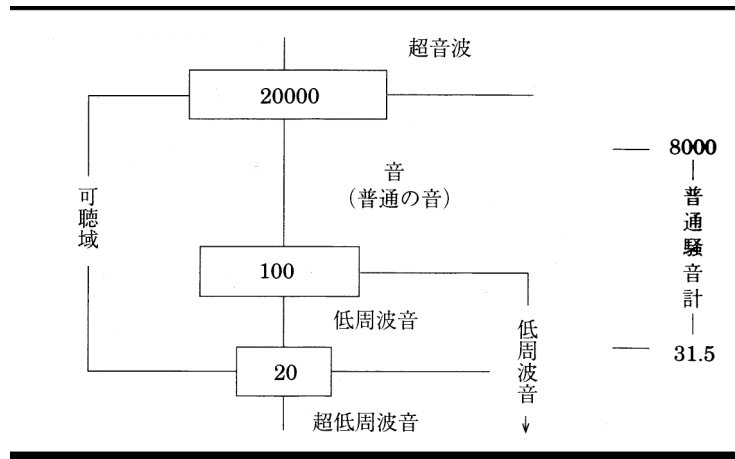 超音波
20000
8000
音
(普通の音)
可聴域
普通騒音計
100
低周波音
低周波音
31.5
20
超低周波音